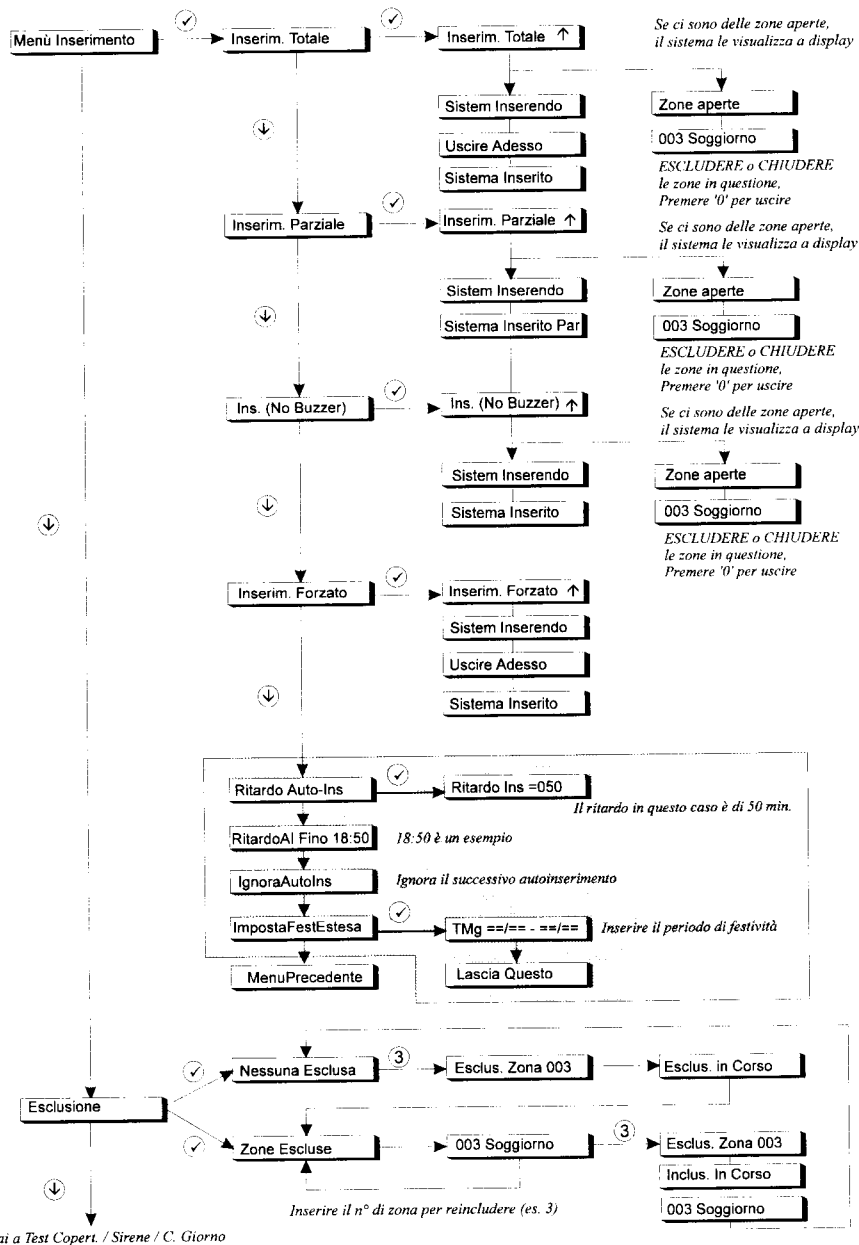 Menù Inserimento
Inserim. Totale
Inserim. Totale ↑
Se ci sono delle zone aperte,
il sistema le visualizza a display
Sistem Inserendo
Zone aperte
Uscire Adesso
003 Soggiorno
Sistema Inserito
ESCLUDERE o CHIUDERE
le zone in questione,
Premere '0' per uscire
Inserim. Parziale
Inserim. Parziale ↑
Se ci sono delle zone aperte,
il sistema le visualizza a display
Sistem Inserendo
Zone aperte
Sistema Inserito Par
003 Soggiorno
ESCLUDERE o CHIUDERE
le zone in questione,
Premere '0' per uscire
Ins. (No Buzzer)
Ins. (No Buzzer) ↑
Se ci sono delle zone aperte,
il sistema le visualizza a display
Sistem Inserendo
Zone aperte
Sistema Inserito
003 Soggiorno
ESCLUDERE o CHIUDERE
le zone in questione,
Premere '0' per uscire
Inserim. Forzato
Inserim. Forzato ↑
Sistem Inserendo
Uscire Adesso
Sistema Inserito
Ritardo Auto-Ins
Ritardo Ins =050
Il ritardo in questo caso è di 50 min.
RitardoAI Fino 18:50
18:50 è un esempio
IgnoraAutoIns
Ignora il successivo autoinserimento
ImpostaFestEstesa
TMg ==/== - ==/==
Inserire il periodo di festività
MenuPrecedente
Lascia Questo
Nessuna Esclusa
3
Esclus. Zona 003
Esclus. in Corso
Esclusione
Zone Escluse
003 Soggiorno
3
Esclus. Zona 003
Inclus. In Corso
003 Soggiorno
Inserire il n° di zona per reincludere (es. 3)
ai a Test Copert. / Sirene / C. Giorno